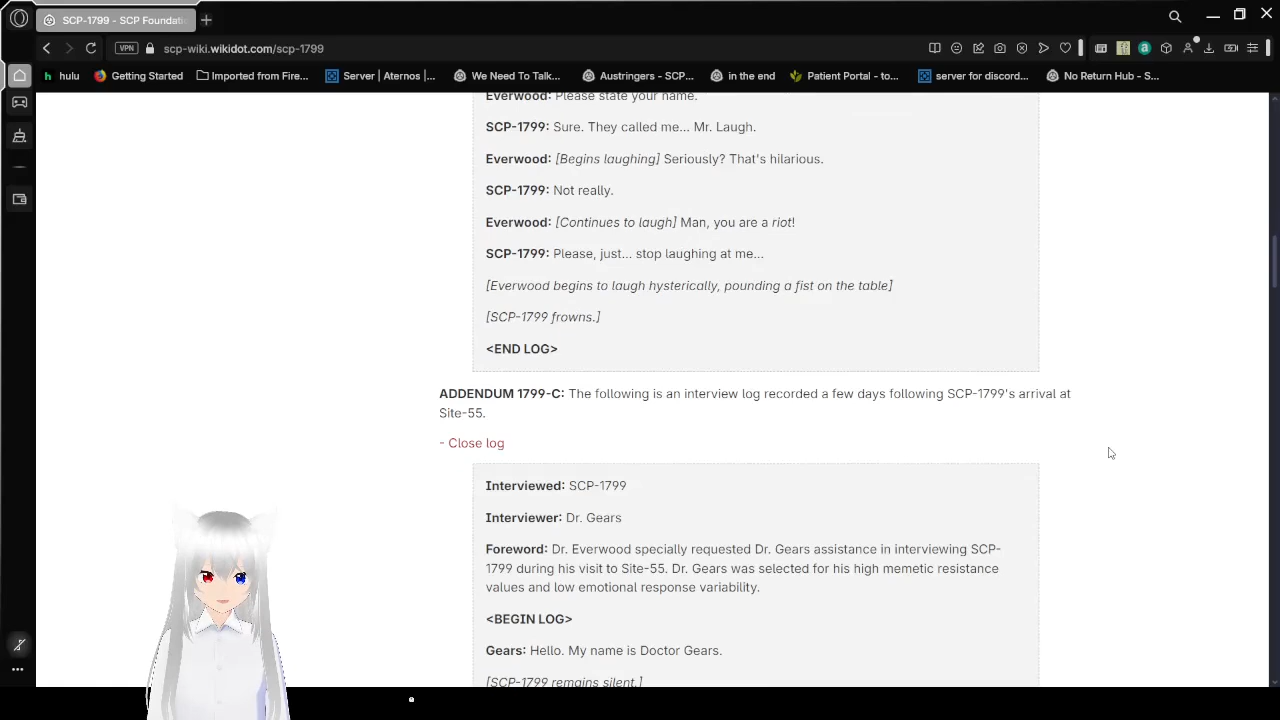 SCP-1799 - SCP Foundati
VPN
scp-wiki.wikidot.com/scp-1799
hulu
Getting Started
Imported from Fire...
Server | Aternos |...
We Need To Talk...
Austringers - SCP...
in the end
Patient Portal - to...
server for discord...
No Return Hub - S...
Everwood: Please state your name.
SCP-1799: Sure. They called me... Mr. Laugh.
Everwood: [Begins laughing] Seriously? That's hilarious.
SCP-1799: Not really.
Everwood: [Continues to laugh] Man, you are a riot!
SCP-1799: Please, just... stop laughing at me...
[Everwood begins to laugh hysterically, pounding a fist on the table]
[SCP-1799 frowns.]
<END LOG>
ADDENDUM 1799-C: The following is an interview log recorded a few days following SCP-1799's arrival at
Site-55.
- Close log
Interviewed: SCP-1799
Interviewer: Dr. Gears
Foreword: Dr. Everwood specially requested Dr. Gears assistance in interviewing SCP-
1799 during his visit to Site-55. Dr. Gears was selected for his high memetic resistance
values and low emotional response variability.
<BEGIN LOG>
Gears: Hello. My name is Doctor Gears.
[SCP-1799 remains silent.]